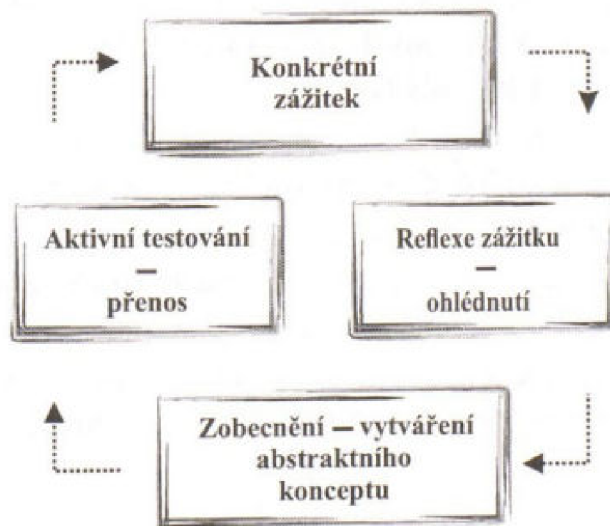 Konkrétní
zážitek
Aktivní testování
–
přenos
Reflexe zážitku
–
ohlédnutí
Zobecnění – vytváření
abstraktního
konceptu